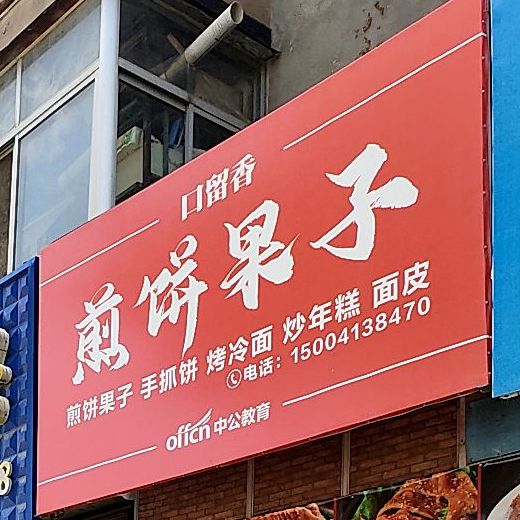 口留香
煎饼果子
煎饼果子 手抓饼 烤冷面 炒年糕 面皮
电话：15004138470
offcn 中公教育
8